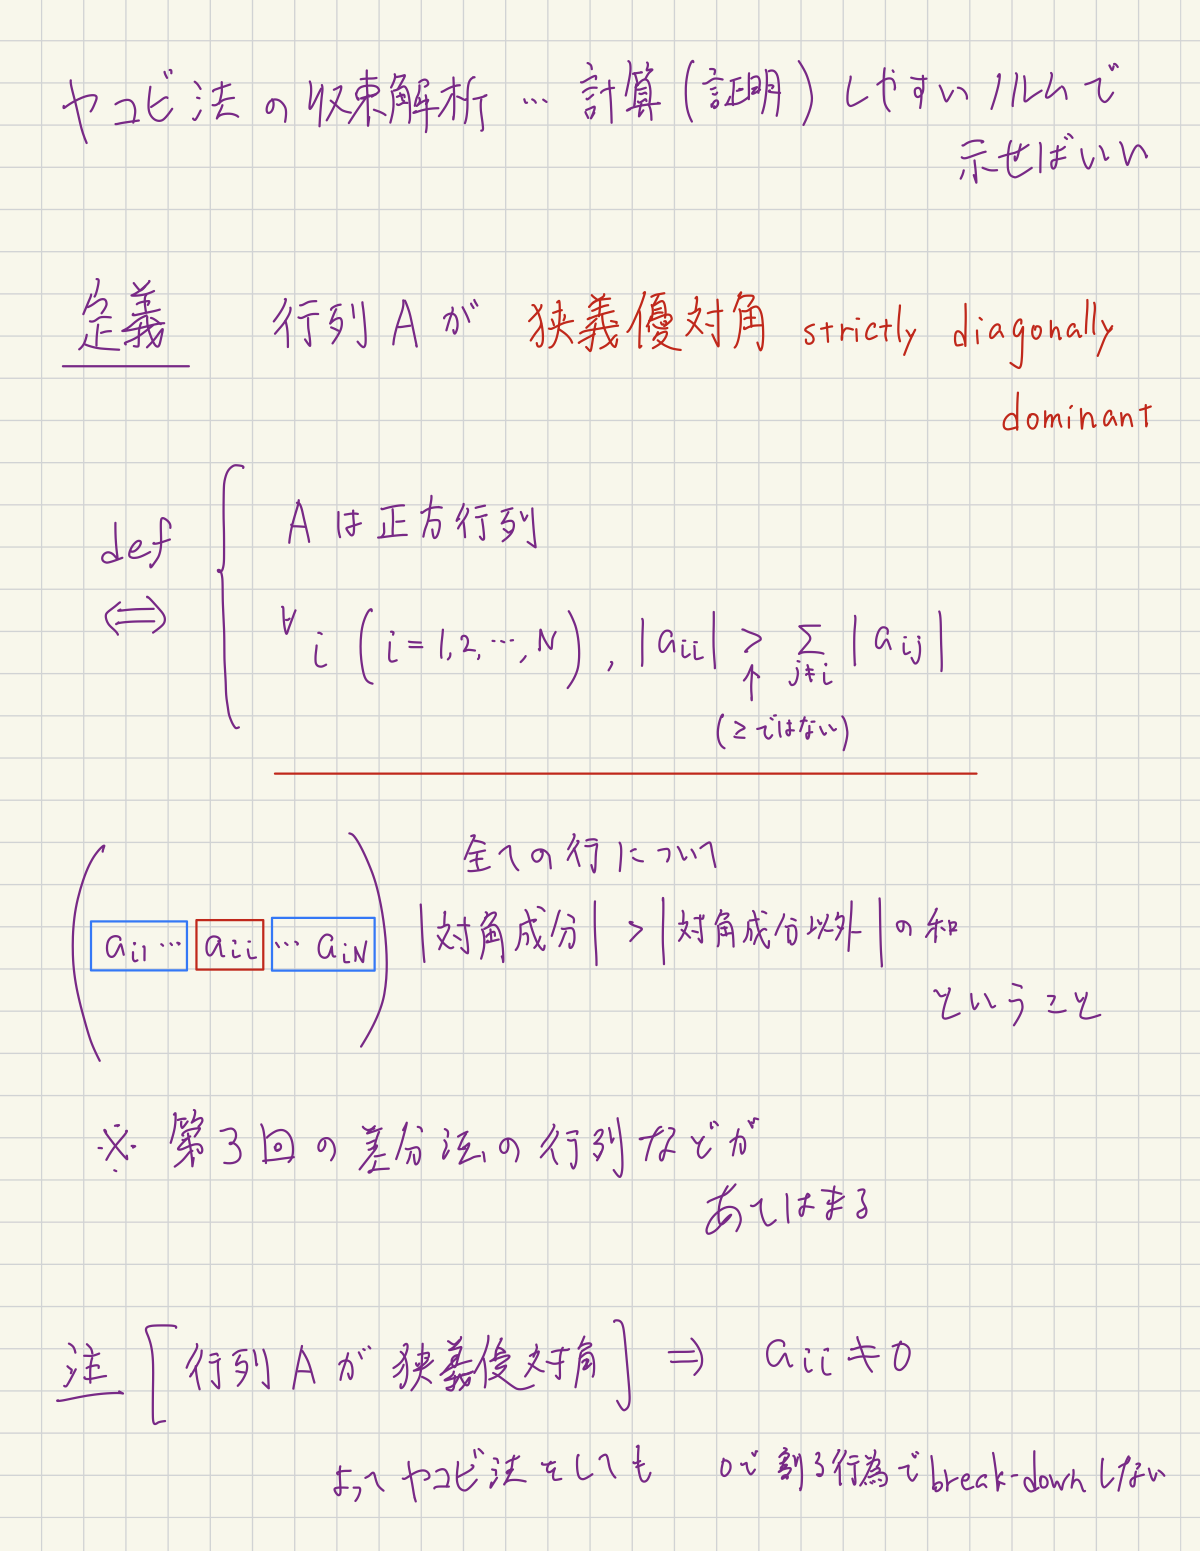 ヤコビ法の収束解析 … 計算(証明)しやすいノルムで
示せばいい
定義 行列Aが 狭義優対角 strictly diagonally
dominant
def ⟺ { Aは正方行列
∀i (i = 1, 2, …, N), |aii| > Σ j≠i |aij|
↑
(≥ではない)
全ての行について
(ai1 … aii … aiN) |対角成分| > |対角成分以外|の和
ということ
※ 第3回の差分法の行列などが
あてはまる
注 [行列Aが狭義優対角] ⇒ aii ≠ 0
よってヤコビ法をしても 0で割る行為でbreak-downしない